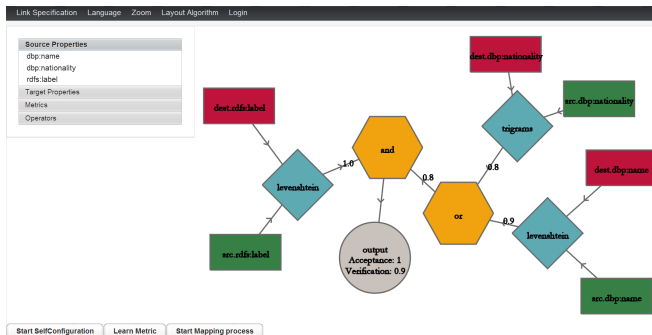 Link Specification Language Zoom Layout Algorithm Login
Source Properties
dbp:name
dbp:nationality
rdfs:label
Target Properties
Metrics
Operators
dest.dbp:nationality
src.dbp:nationality
dest.rdfs:label
trigrams
and
1.0
0.8
0.8
dest.dbp:name
levenshtein
or
0.9
levenshtein
src.rdfs:label
output
Acceptance: 1
Verification: 0.9
src.dbp:name
Start SelfConfiguration Learn Metric Start Mapping process